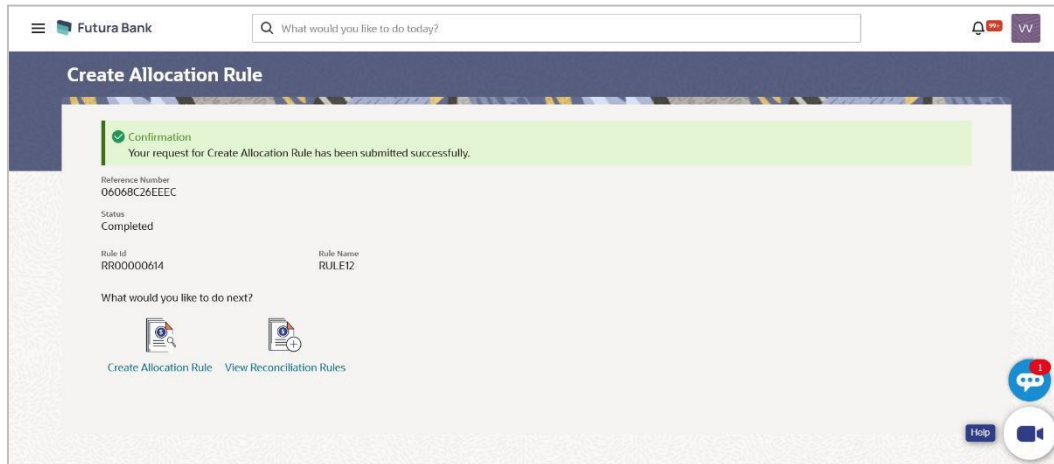 Futura Bank
What would you like to do today?
99+
VV
Create Allocation Rule
Confirmation
Your request for Create Allocation Rule has been submitted successfully.
Reference Number
06068C26EEEC
Status
Completed
Rule Id Rule Name
RR00000614 RULE12
What would you like to do next?
Create Allocation Rule View Reconciliation Rules
1
Help